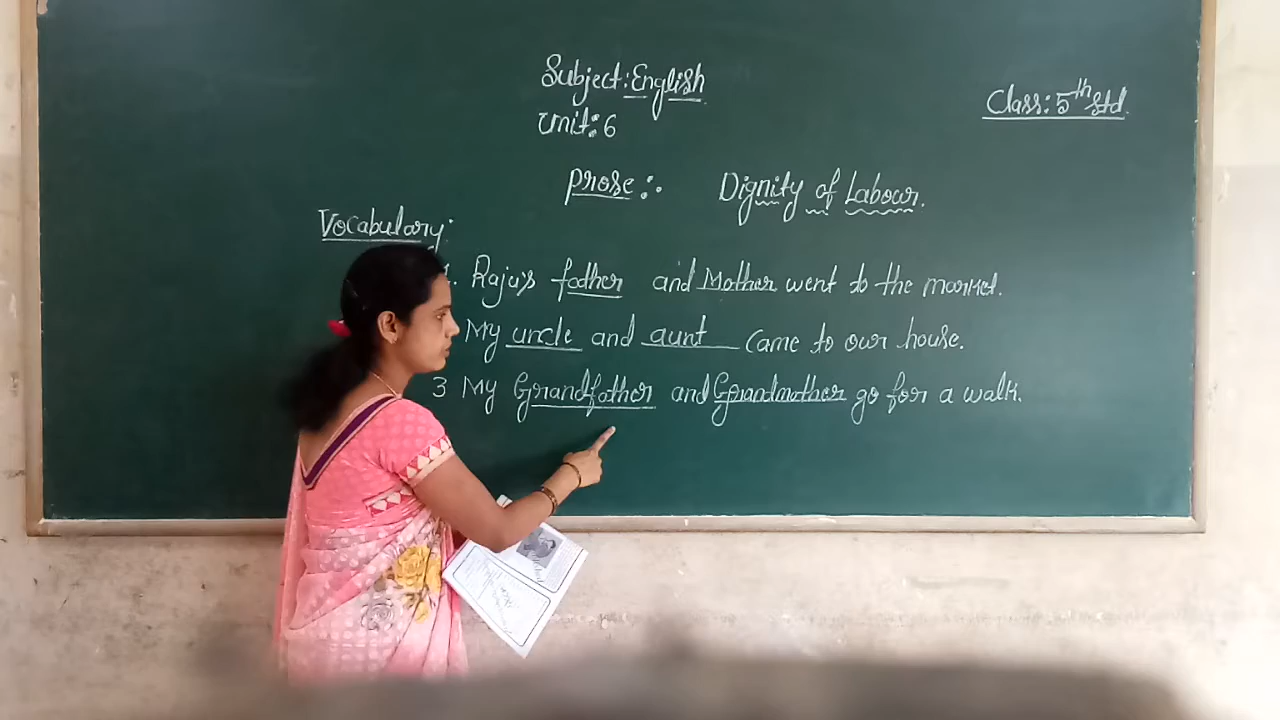 Subject: English
Unit: 6
Class: 5th Std.
Prose :. Dignity of Labour.
Vocabulary:
1. Raju's father and Mother went to the market.
My uncle and aunt came to our house.
3 My Grandfather and Grandmother go for a walk.